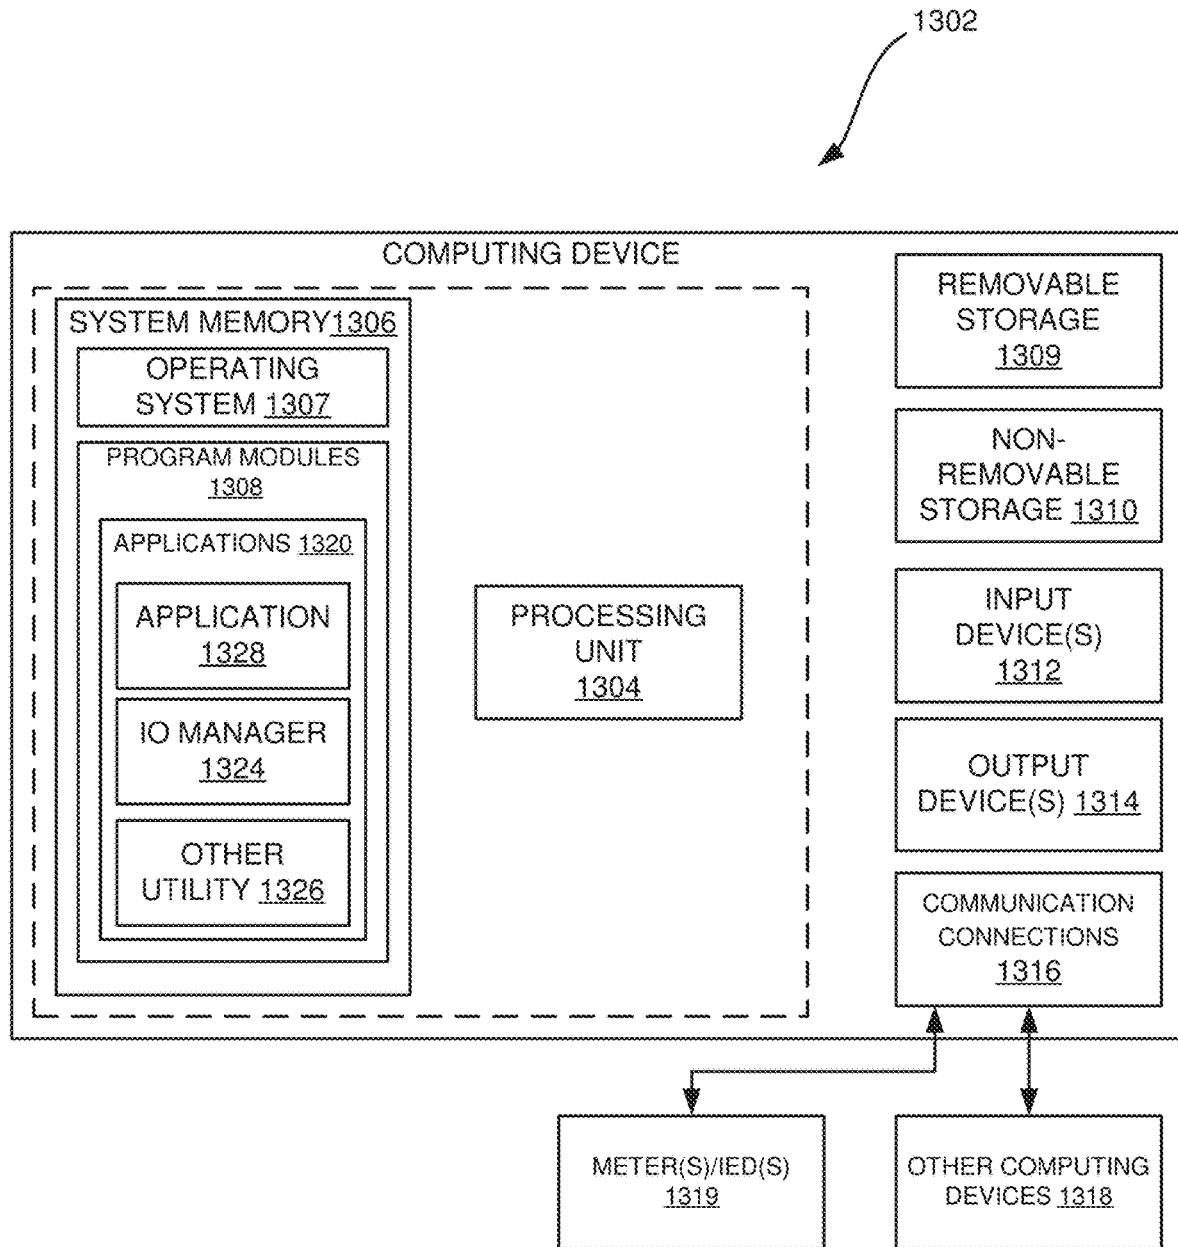 1302
COMPUTING DEVICE
SYSTEM MEMORY 1306
OPERATING
SYSTEM 1307
PROGRAM MODULES
1308
APPLICATIONS 1320
APPLICATION
1328
IO MANAGER
1324
OTHER
UTILITY 1326
PROCESSING
UNIT
1304
REMOVABLE
STORAGE
1309
NON-
REMOVABLE
STORAGE 1310
INPUT
DEVICE(S)
1312
OUTPUT
DEVICE(S) 1314
COMMUNICATION
CONNECTIONS
1316
METER(S)/IED(S)
1319
OTHER COMPUTING
DEVICES 1318